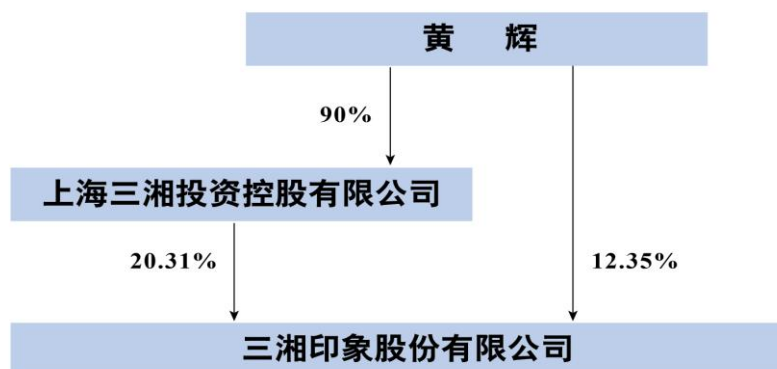 黄 辉
90%
上海三湘投资控股有限公司
20.31%
12.35%
三湘印象股份有限公司